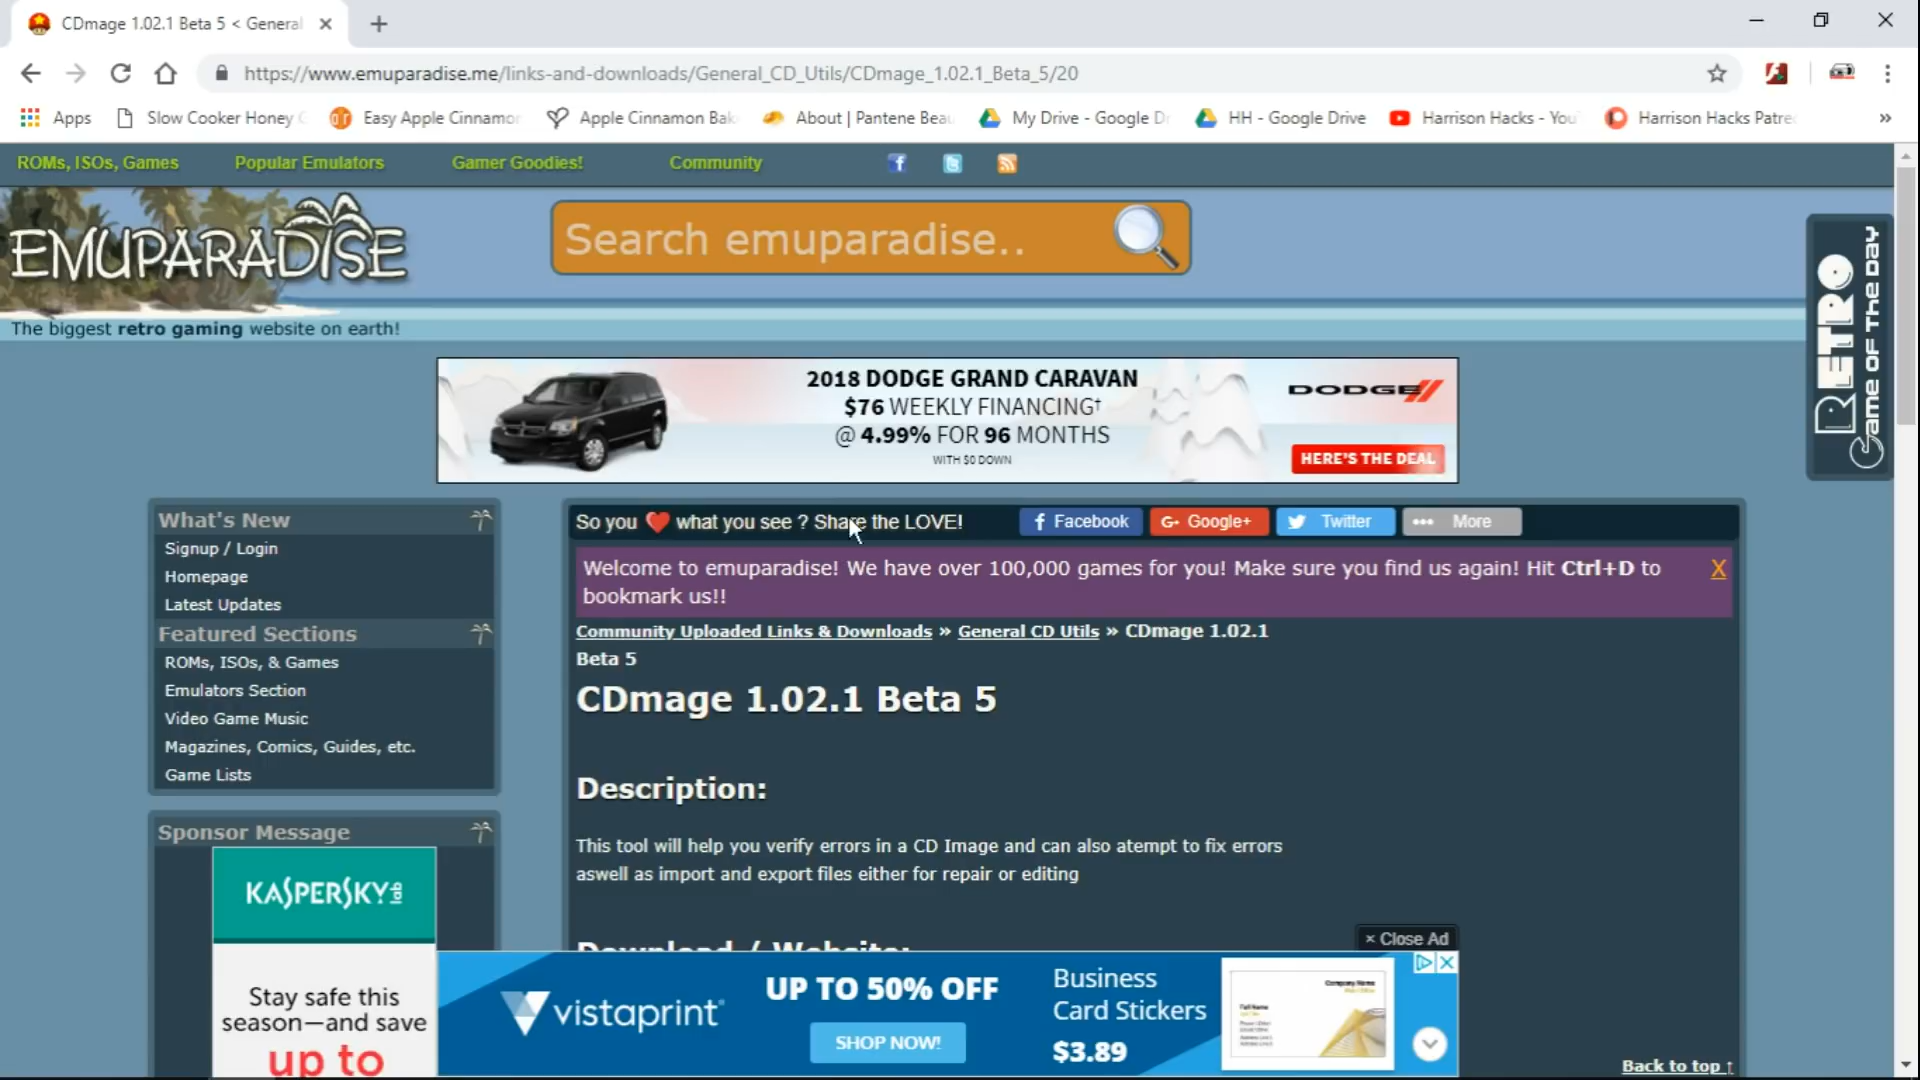 CDmage 1.02.1 Beta 5 < General
https://www.emuparadise.me/links-and-downloads/General_CD_Utils/CDmage_1.02.1_Beta_5/20
Apps Slow Cooker Honey Easy Apple Cinnamon Apple Cinnamon Bak About | Pantene Beau My Drive - Google D HH - Google Drive Harrison Hacks - You Harrison Hacks Patre »
ROMs, ISOs, Games Popular Emulators Gamer Goodies! Community
EMUPARADISE
Search emuparadise..
The biggest retro gaming website on earth!
RETRO
Game OF The DAY
2018 DODGE GRAND CARAVAN
$76 WEEKLY FINANCING†
@ 4.99% FOR 96 MONTHS
WITH $0 DOWN
DODGE
HERE'S THE DEAL
What's New
Signup / Login
Homepage
Latest Updates
Featured Sections
ROMs, ISOs, & Games
Emulators Section
Video Game Music
Magazines, Comics, Guides, etc.
Game Lists
Sponsor Message
KASPERSKY lab
Stay safe this
season—and save
up to
So you ❤ what you see ? Share the LOVE! Facebook G+ Google+ Twitter ••• More
Welcome to emuparadise! We have over 100,000 games for you! Make sure you find us again! Hit Ctrl+D to X
bookmark us!!
Community Uploaded Links & Downloads » General CD Utils » CDmage 1.02.1
Beta 5
CDmage 1.02.1 Beta 5
Description:
This tool will help you verify errors in a CD Image and can also atempt to fix errors
aswell as import and export files either for repair or editing
Download / Website:
× Close Ad
vistaprint
UP TO 50% OFF
SHOP NOW!
Business
Card Stickers
$3.89
Company Name
Full Name
Back to top ↑